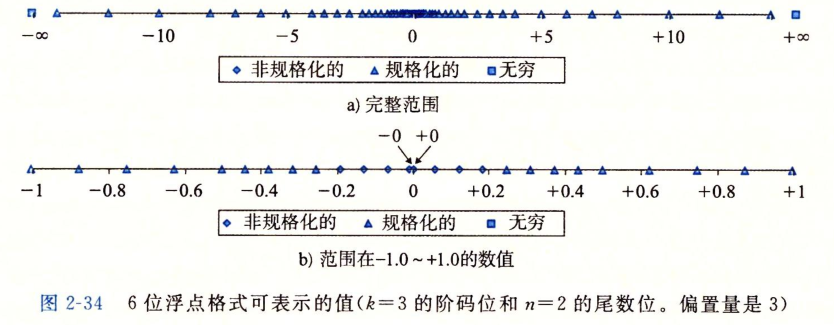 −∞ −10 −5 0 +5 +10 +∞
非规格化的 规格化的 无穷
a) 完整范围
−0 +0
−1 −0.8 −0.6 −0.4 −0.2 0 +0.2 +0.4 +0.6 +0.8 +1
非规格化的 规格化的 无穷
b) 范围在−1.0～+1.0的数值
图 2-34 6 位浮点格式可表示的值(k=3 的阶码位和 n=2 的尾数位。偏置量是 3)